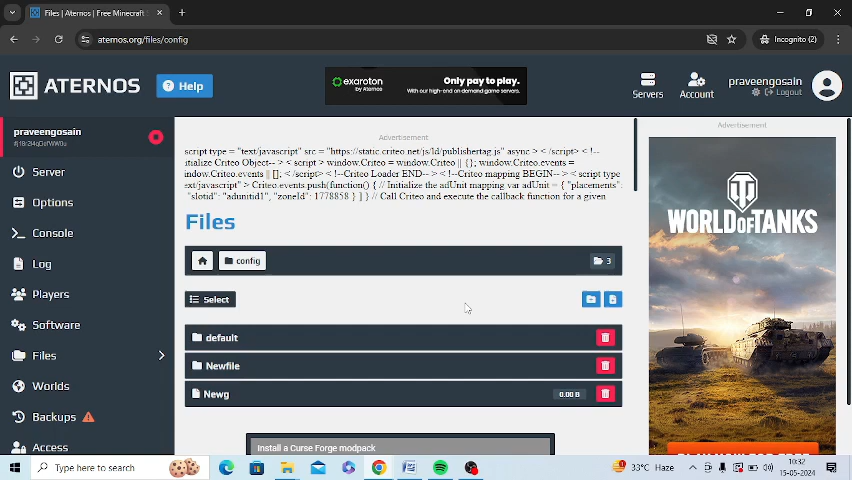 Files | Aternos | Free Minecraft
aternos.org/files/config
Incognito (2)
ATERNOS
Help
exaroton
by Aternos
Only pay to play.
With our high-end on demand game servers.
Servers
Account
praveengosain
Logout
praveengosain
Server
Options
Console
Log
Players
Software
Files
Worlds
Backups
Access
Advertisement
script type = "text/javascript" src = "https://static.criteo.net/js/ld/publishertag.js" async > < /script> < !--
itialize Criteo Object-- > < script > window.Criteo = window.Criteo || {}; window.Criteo.events =
indow.Criteo.events || []; < /script> < !--Criteo Loader END-- > < !--Criteo mapping BEGIN-- > < script type
ext/javascript" > Criteo.events.push(function() { // Initialize the adUnit mapping var adUnit = { "placements":
"slotid": "adunitid1", "zoneId": 1778858 } ] } // Call Criteo and execute the callback function for a given
Files
config
3
Select
default
Newfile
Newg
0.00 B
Install a Curse Forge modpack
Advertisement
WORLD OF TANKS
Type here to search
Haze
10:32
15-05-2024